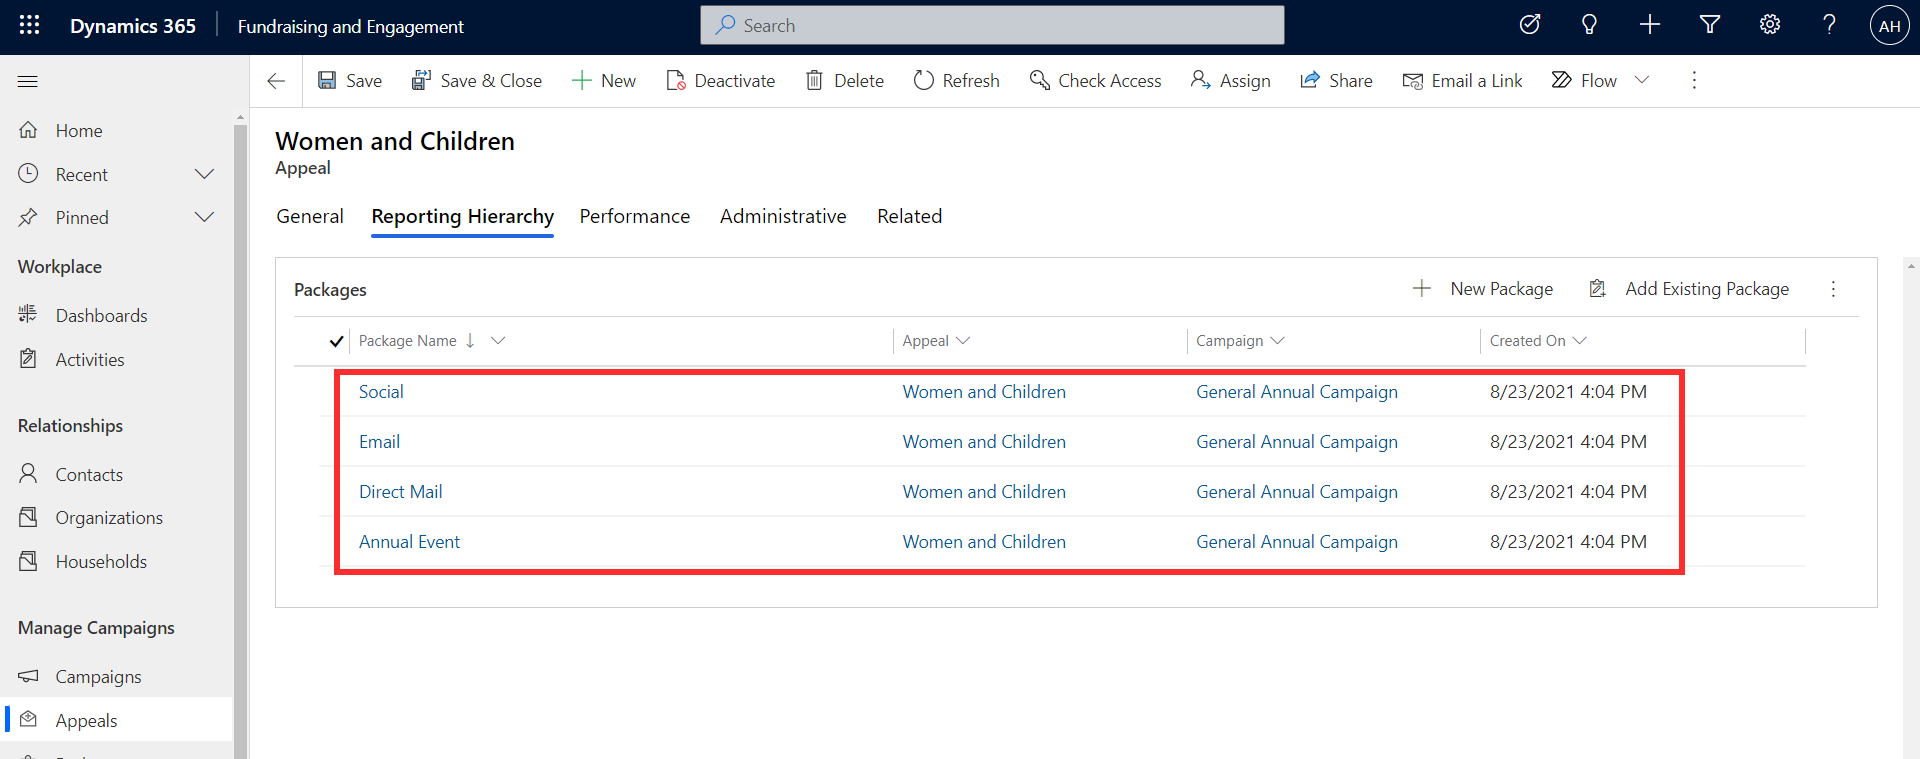 Dynamics 365 Fundraising and Engagement Search AH
Save Save & Close New Deactivate Delete Refresh Check Access Assign Share Email a Link Flow
Home
Recent
Pinned
Workplace
Dashboards
Activities
Relationships
Contacts
Organizations
Households
Manage Campaigns
Campaigns
Appeals
Women and Children
Appeal
General Reporting Hierarchy Performance Administrative Related
Packages New Package Add Existing Package
Package Name Appeal Campaign Created On
Social Women and Children General Annual Campaign 8/23/2021 4:04 PM
Email Women and Children General Annual Campaign 8/23/2021 4:04 PM
Direct Mail Women and Children General Annual Campaign 8/23/2021 4:04 PM
Annual Event Women and Children General Annual Campaign 8/23/2021 4:04 PM